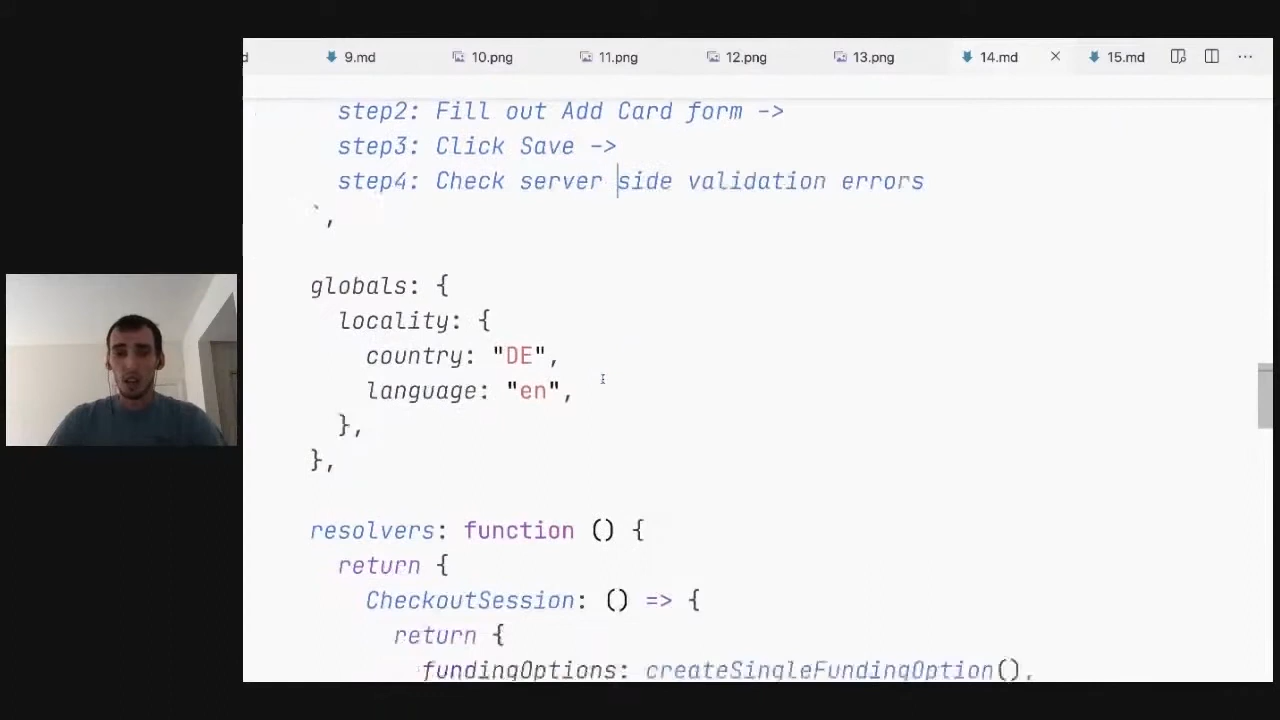 d 9.md 10.png 11.png 12.png 13.png 14.md 15.md
step2: Fill out Add Card form ->
step3: Click Save ->
step4: Check server side validation errors
`,
globals: {
locality: {
country: "DE",
language: "en",
},
},
resolvers: function () {
return {
CheckoutSession: () => {
return {
fundingOptions: createSingleFundingOption(),